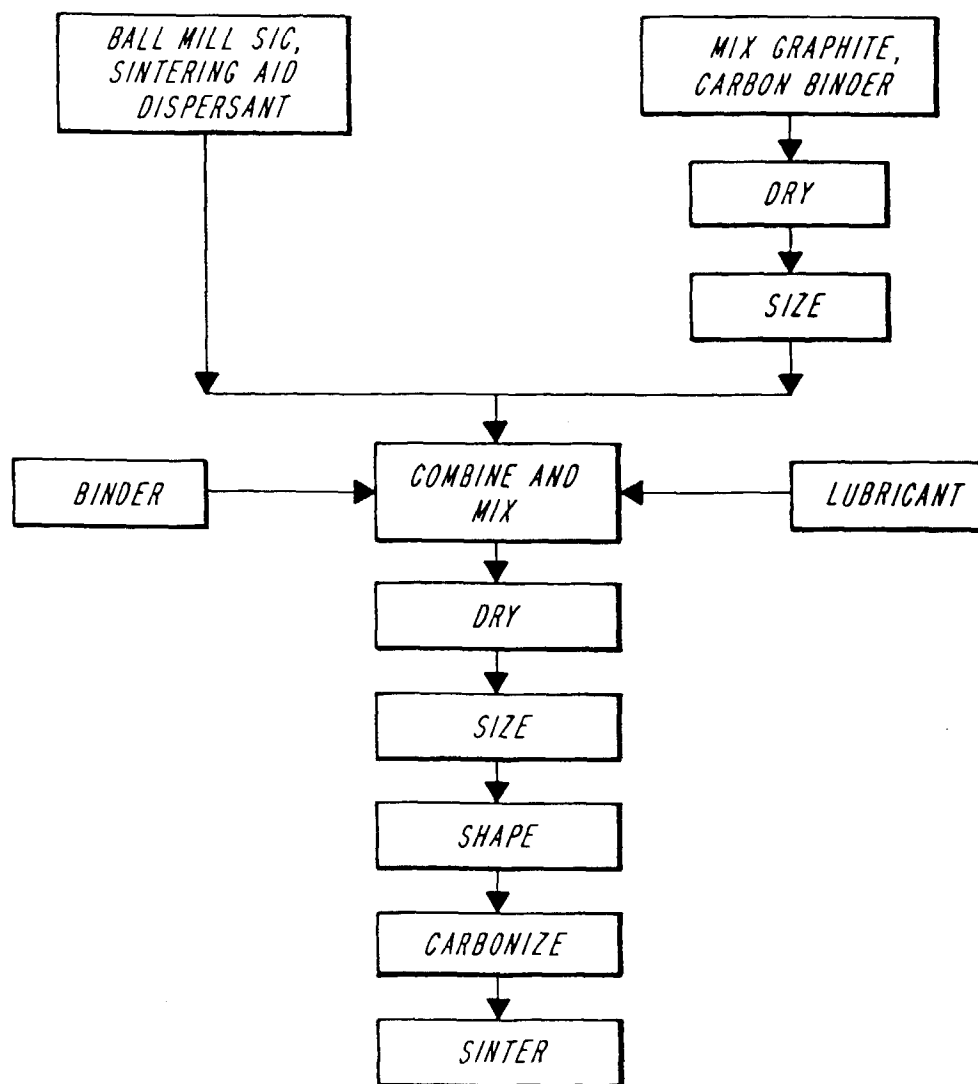 BALL MILL SIC,
SINTERING AID
DISPERSANT
MIX GRAPHITE,
CARBON BINDER
DRY
SIZE
BINDER
COMBINE AND
MIX
LUBRICANT
DRY
SIZE
SHAPE
CARBONIZE
SINTER